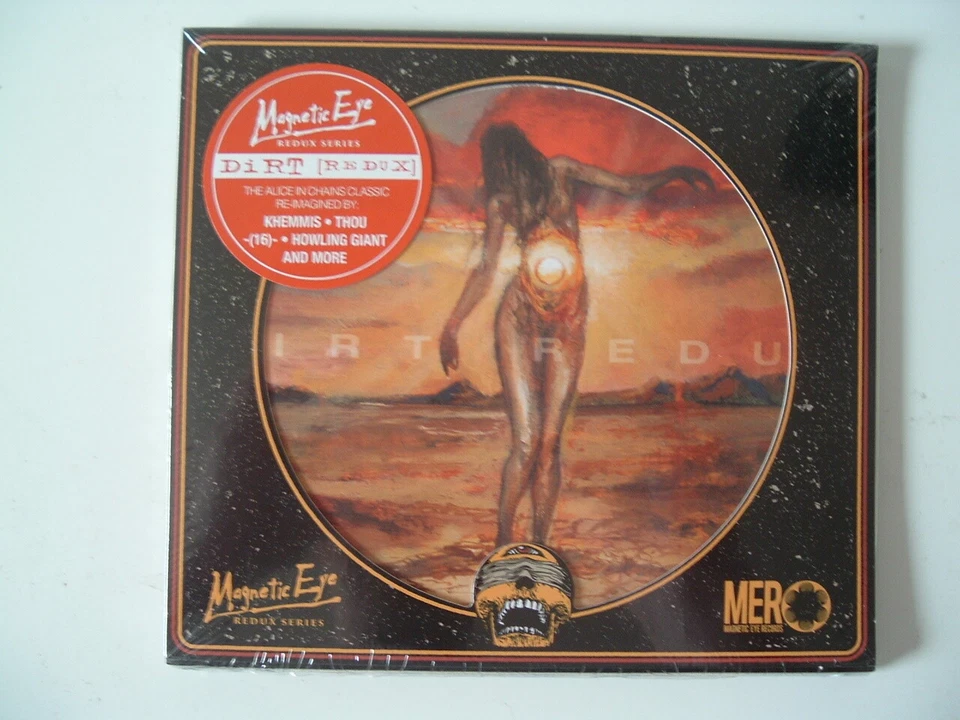 Magnetic Eye
REDUX SERIES
DiRT [REDUX]
THE ALICE IN CHAINS CLASSIC
RE-IMAGINED BY:
KHEMMIS • THOU
-(16)- • HOWLING GIANT
AND MORE
IRT REDU
Magnetic Eye
REDUX SERIES
MER
MAGNETIC EYE RECORDS